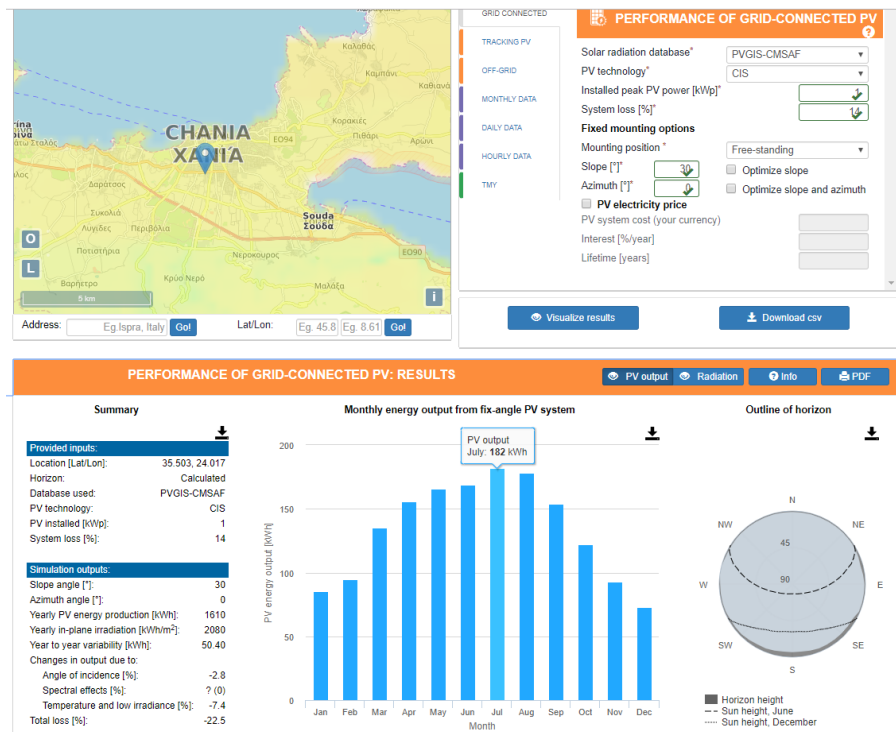 GRID CONNECTED
TRACKING PV
OFF-GRID
MONTHLY DATA
DAILY DATA
HOURLY DATA
TMY
PERFORMANCE OF GRID-CONNECTED PV
?
Solar radiation database* PVGIS-CMSAF
PV technology* CIS
Installed peak PV power [kWp]* 1
System loss [%]* 14
Fixed mounting options
Mounting position * Free-standing
Slope [°]* 30 Optimize slope
Azimuth [°]* 0 Optimize slope and azimuth
PV electricity price
PV system cost (your currency)
Interest [%/year]
Lifetime [years]
Visualize results Download csv
Καλαθάς
Καμπάνι
Καθιανά
Κορακιές
CHANIA
ΧΑΝΙΆ
EO94
Πιθάρι
Αρώνι
Δαράτσος
Συκολιά
Λυγιδες Περιβόλια
Souda
Σούδα
Ποτιστήρια
Νεροκουρος
EO90
Βαρήπετρο
Κρύο Νερό
Μαλάξα
O
L
5 km
i
Address: Eg.Ispra, Italy Go! Lat/Lon: Eg. 45.8 Eg. 8.61 Go!
PERFORMANCE OF GRID-CONNECTED PV: RESULTS
PV output Radiation Info PDF
Summary
Provided inputs:
Location [Lat/Lon]: 35.503, 24.017
Horizon: Calculated
Database used: PVGIS-CMSAF
PV technology: CIS
PV installed [kWp]: 1
System loss [%]: 14
Simulation outputs:
Slope angle [°]: 30
Azimuth angle [°]: 0
Yearly PV energy production [kWh]: 1610
Yearly in-plane irradiation [kWh/m²]: 2080
Year to year variability [kWh]: 50.40
Changes in output due to:
Angle of incidence [%]: -2.8
Spectral effects [%]: ? (0)
Temperature and low irradiance [%]: -7.4
Total loss [%]: -22.5
Monthly energy output from fix-angle PV system
PV output
July: 182 kWh
PV energy output [kWh]
200
150
100
50
0
Jan Feb Mar Apr May Jun Jul Aug Sep Oct Nov Dec
Month
Outline of horizon
N
NW NE
45
W 90 E
SW SE
S
Horizon height
Sun height, June
Sun height, December